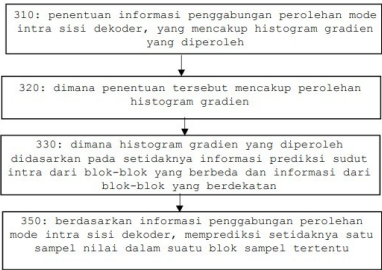 310: penentuan informasi penggabungan perolehan mode
intra sisi dekoder, yang mencakup histogram gradien
yang diperoleh
320: dimana penentuan tersebut mencakup perolehan
histogram gradien
330: dimana histogram gradien yang diperoleh
didasarkan pada setidaknya informasi prediksi sudut
intra dari blok-blok yang berbeda dan informasi dari
blok-blok yang berdekatan
350: berdasarkan informasi penggabungan perolehan
mode intra sisi dekoder, memprediksi setidaknya satu
sampel nilai dalam suatu blok sampel tertentu